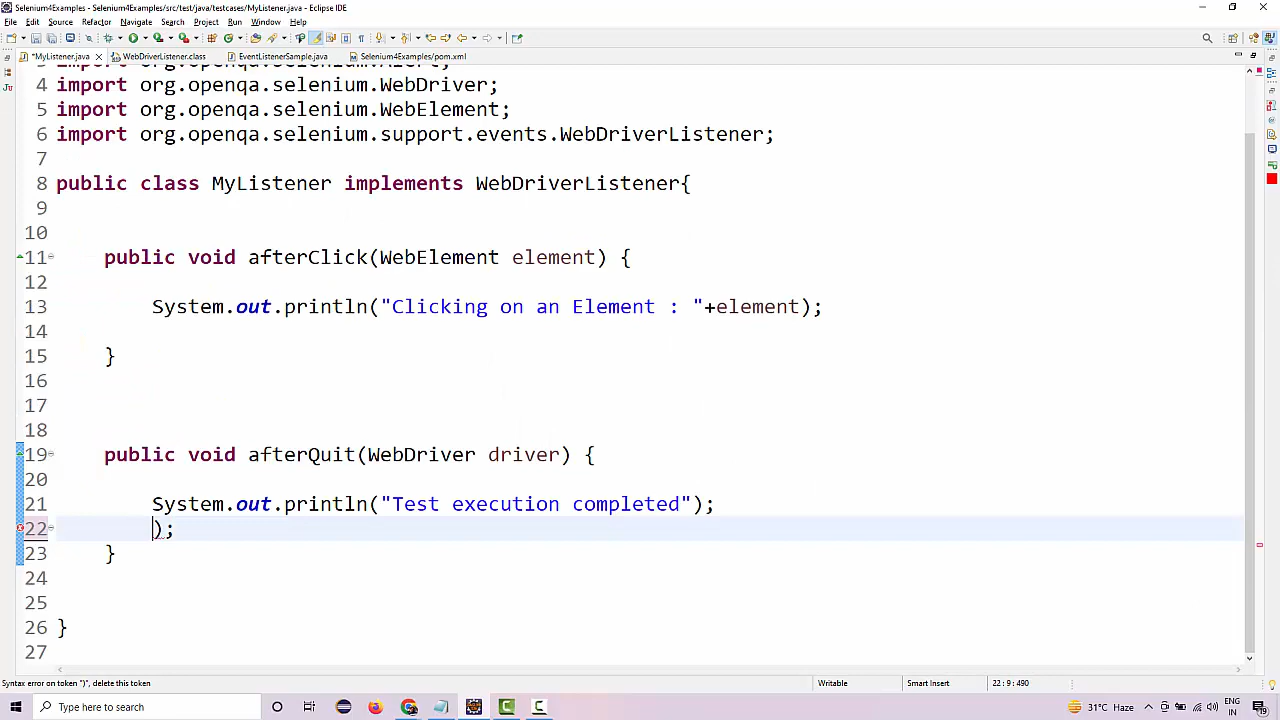 Selenium4Examples/src/test/java/testcases/MyListener.java - Eclipse IDE
File Edit Source Refactor Navigate Search Project Run Window Help
*MyListener.java WebDriverListener.class EventListenerSample.java Selenium4Examples/pom.xml
4 import org.openqa.selenium.WebDriver;
5 import org.openqa.selenium.WebElement;
6 import org.openqa.selenium.support.events.WebDriverListener;
7
8 public class MyListener implements WebDriverListener{
9
10
11 public void afterClick(WebElement element) {
12
13 System.out.println("Clicking on an Element : "+element);
14
15 }
16
17
18
19 public void afterQuit(WebDriver driver) {
20
21 System.out.println("Test execution completed");
22 );
23 }
24
25
26 }
27
Syntax error on token ")", delete this token Writable Smart Insert 22 : 9 : 490
Type here to search 31°C Haze ENG IN 19